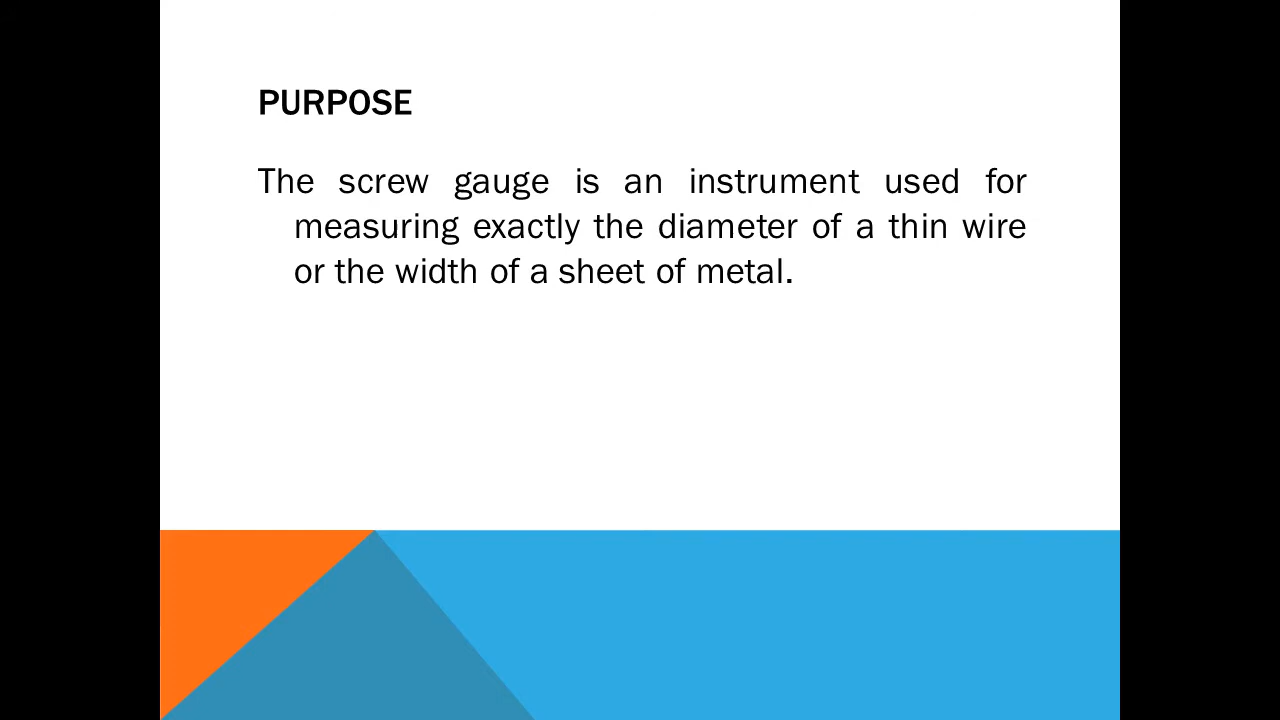 PURPOSE
The screw gauge is an instrument used for
measuring exactly the diameter of a thin wire
or the width of a sheet of metal.